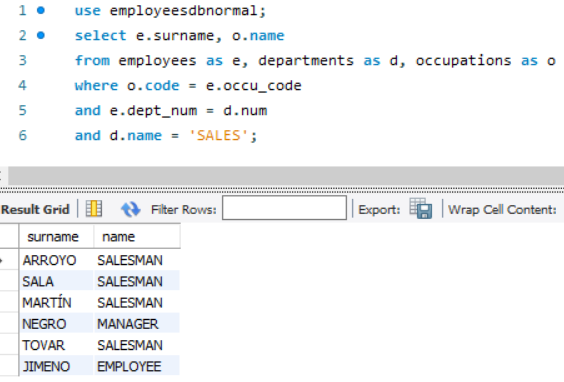 1 use employeesdbnormal;
2 select e.surname, o.name
3 from employees as e, departments as d, occupations as o
4 where o.code = e.occu_code
5 and e.dept_num = d.num
6 and d.name = 'SALES';
Result Grid Filter Rows: Export: Wrap Cell Content:
surname name
ARROYO SALESMAN
SALA SALESMAN
MARTÍN SALESMAN
NEGRO MANAGER
TOVAR SALESMAN
JIMENO EMPLOYEE